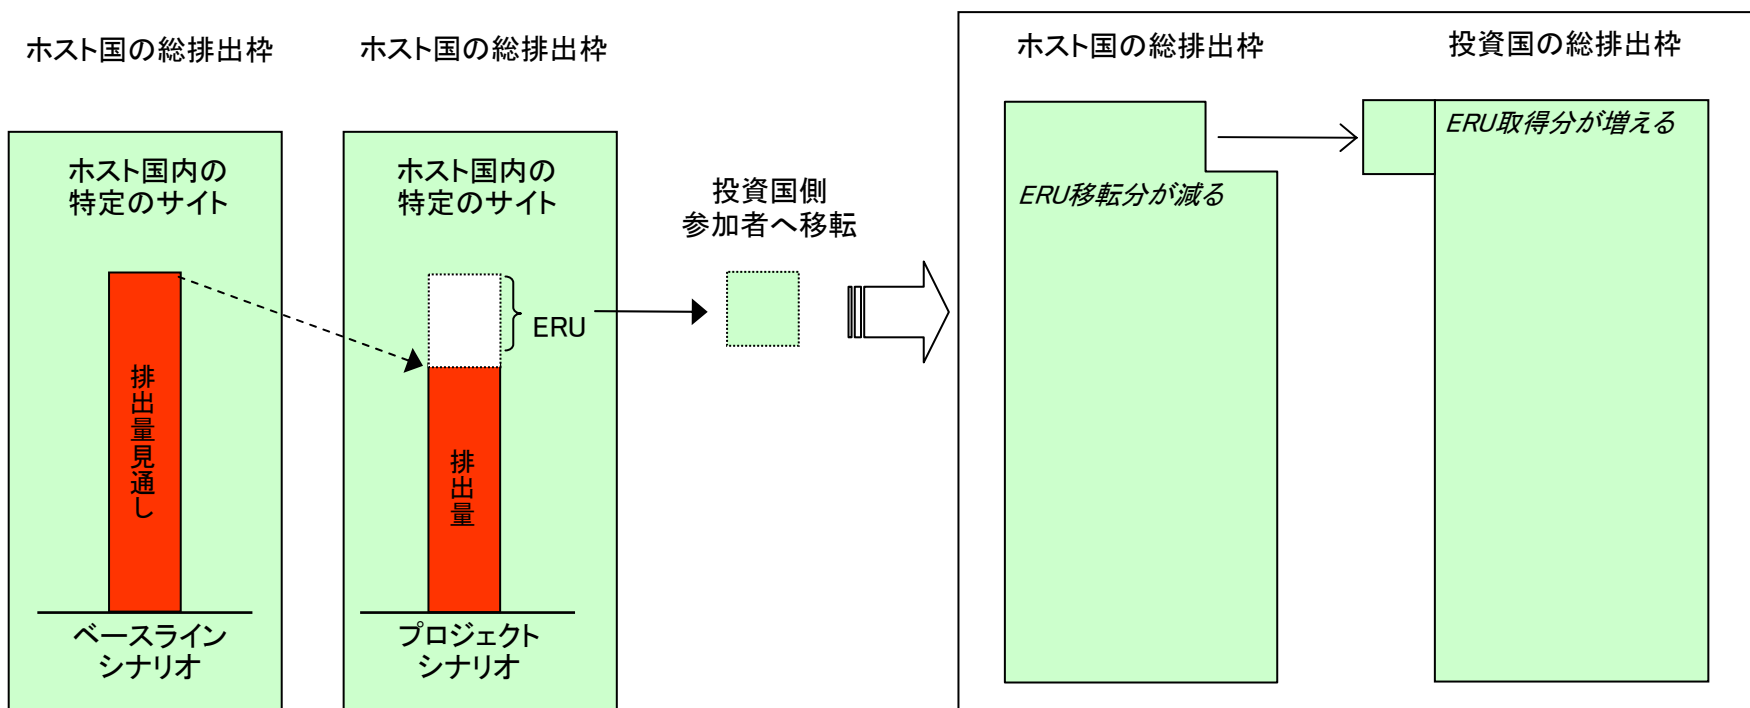 ホスト国の総排出枠
ホスト国の総排出枠
ホスト国の総排出枠
投資国の総排出枠
ホスト国内の
特定のサイト
排出量見通し
ベースライン
シナリオ
ホスト国内の
特定のサイト
ERU
排出量
プロジェクト
シナリオ
投資国側
参加者へ移転
ERU移転分が減る
ERU取得分が増える